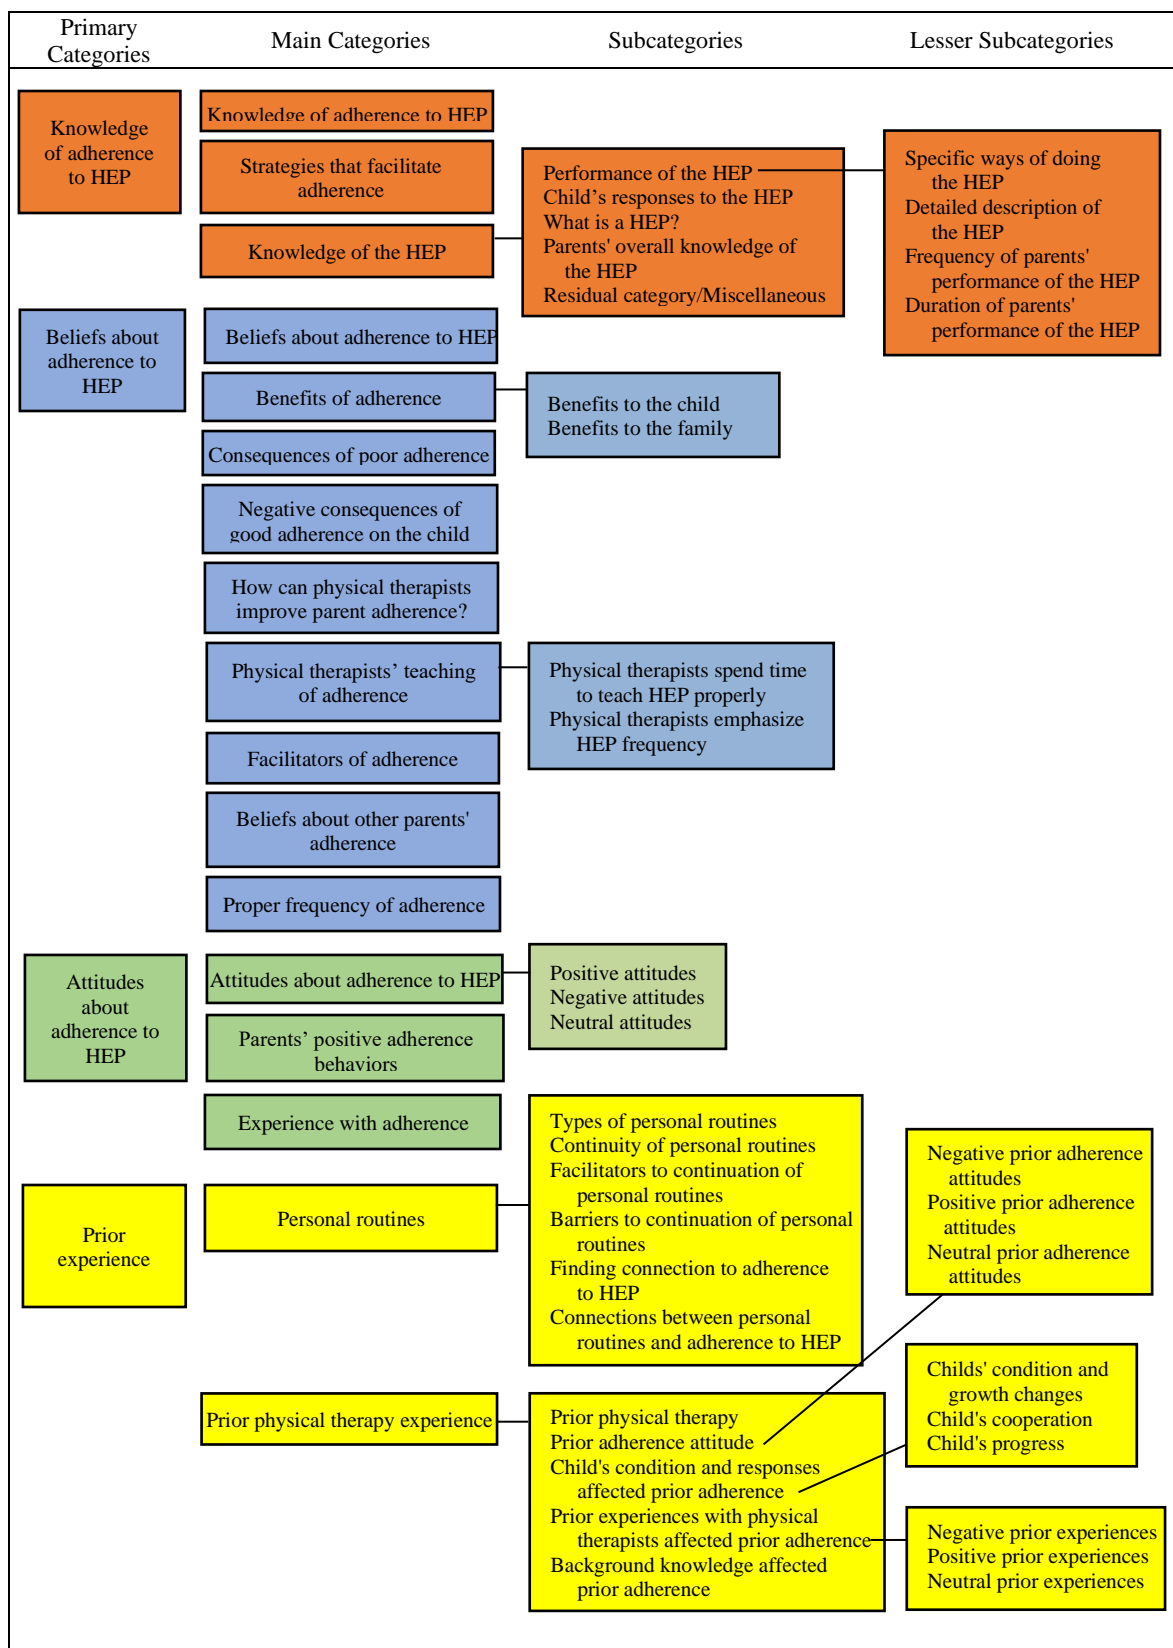 Primary
Categories
Main Categories
Subcategories
Lesser Subcategories
Knowledge
of adherence
to HEP
Knowledge of adherence to HEP
Strategies that facilitate
adherence
Knowledge of the HEP
Performance of the HEP
Child’s responses to the HEP
What is a HEP?
Parents' overall knowledge of
the HEP
Residual category/Miscellaneous
Specific ways of doing
the HEP
Detailed description of
the HEP
Frequency of parents'
performance of the HEP
Duration of parents'
performance of the HEP
Beliefs about
adherence to
HEP
Beliefs about adherence to HEP
Benefits of adherence
Benefits to the child
Benefits to the family
Consequences of poor adherence
Negative consequences of
good adherence on the child
How can physical therapists
improve parent adherence?
Physical therapists’ teaching
of adherence
Physical therapists spend time
to teach HEP properly
Physical therapists emphasize
HEP frequency
Facilitators of adherence
Beliefs about other parents'
adherence
Proper frequency of adherence
Attitudes
about
adherence to
HEP
Attitudes about adherence to HEP
Positive attitudes
Negative attitudes
Neutral attitudes
Parents’ positive adherence
behaviors
Experience with adherence
Prior
experience
Personal routines
Types of personal routines
Continuity of personal routines
Facilitators to continuation of
personal routines
Barriers to continuation of personal
routines
Finding connection to adherence
to HEP
Connections between personal
routines and adherence to HEP
Negative prior adherence
attitudes
Positive prior adherence
attitudes
Neutral prior adherence
attitudes
Prior physical therapy experience
Prior physical therapy
Prior adherence attitude
Child's condition and responses
affected prior adherence
Prior experiences with physical
therapists affected prior adherence
Background knowledge affected
prior adherence
Childs' condition and
growth changes
Child's cooperation
Child's progress
Negative prior experiences
Positive prior experiences
Neutral prior experiences